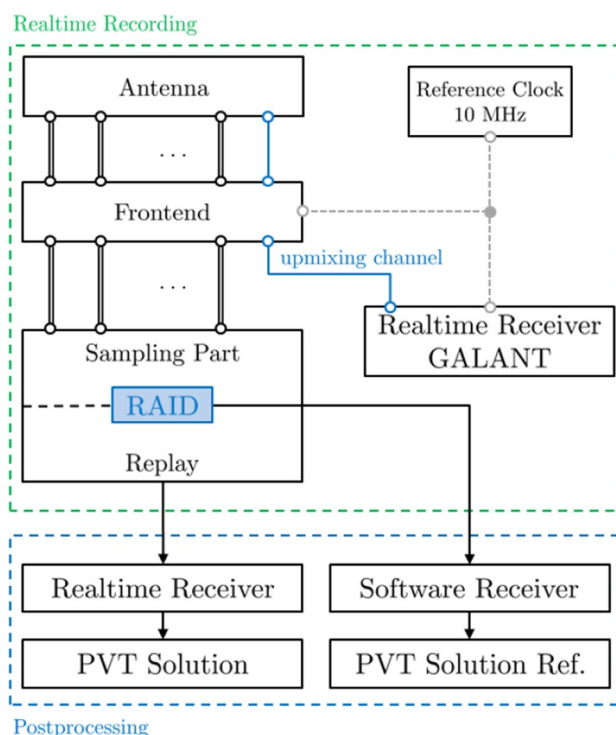 Realtime Recording
Antenna
Reference Clock
10 MHz
...
Frontend
upmixing channel
...
Realtime Receiver
GALANT
Sampling Part
RAID
Replay
Realtime Receiver
Software Receiver
PVT Solution
PVT Solution Ref.
Postprocessing